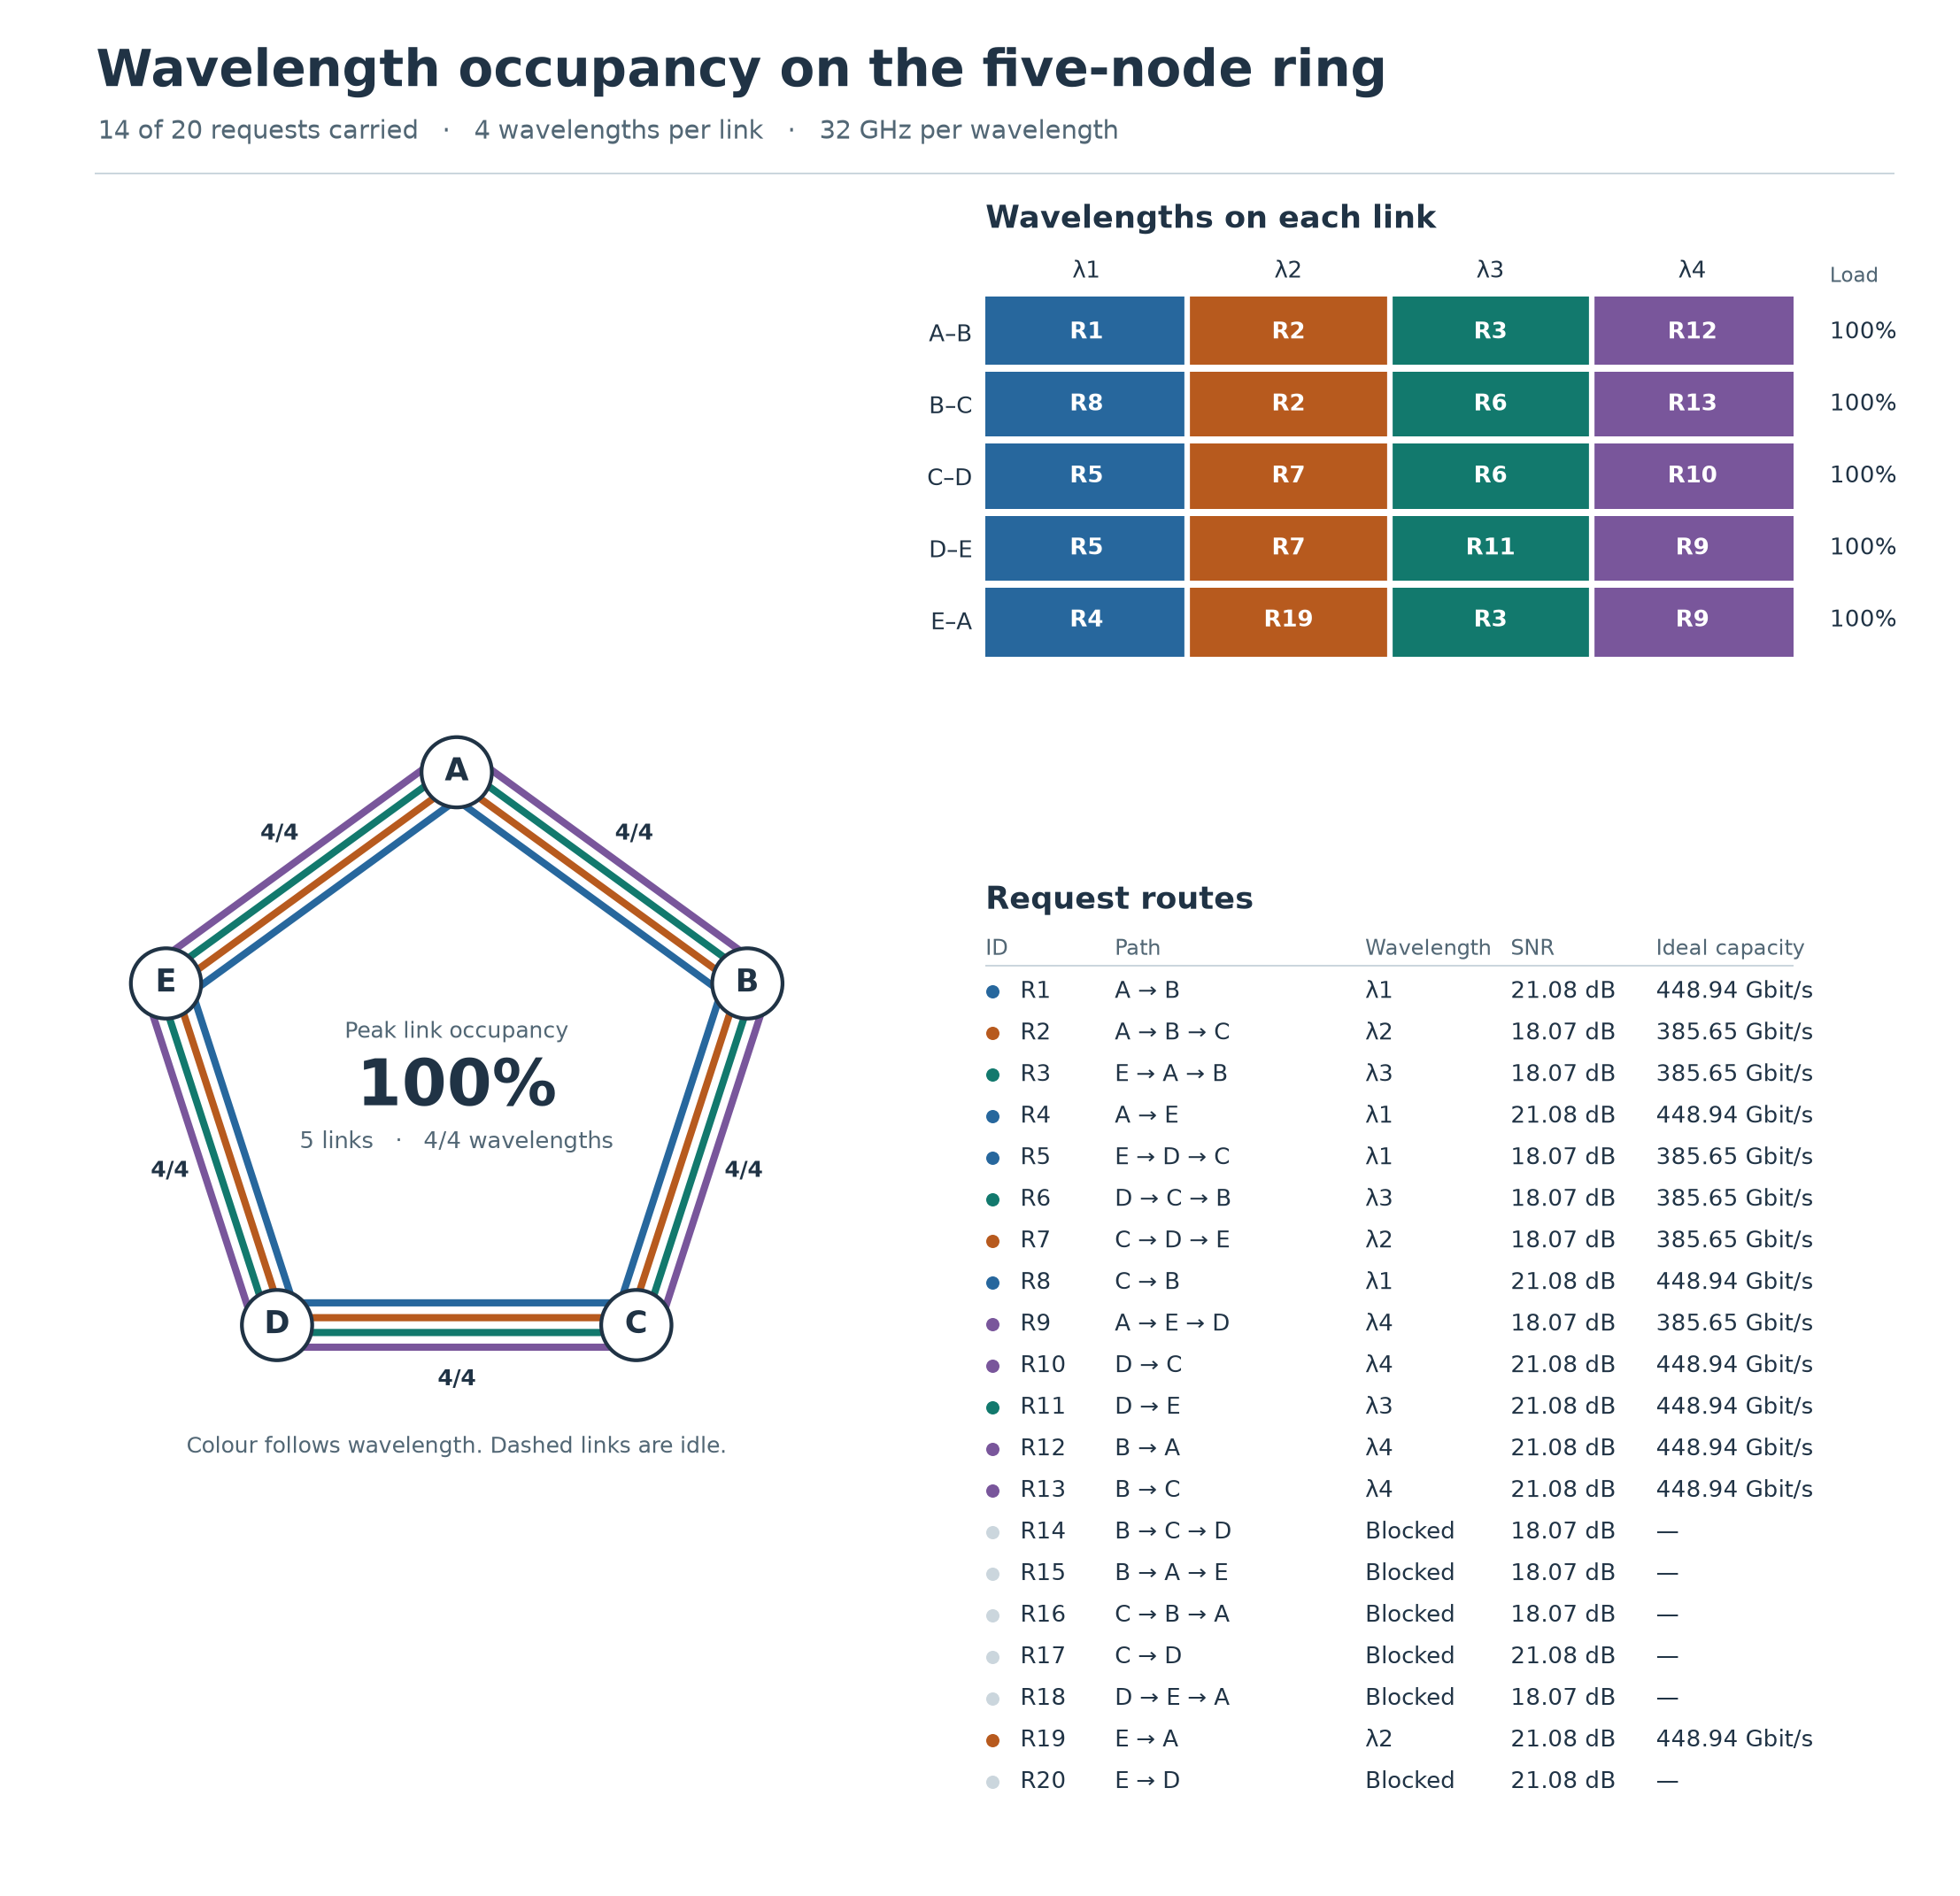 Wavelength occupancy on the five-node ring
14 of 20 requests carried · 4 wavelengths per link · 32 GHz per wavelength
Wavelengths on each link
λ1 λ2 λ3 λ4 Load
A–B R1 R2 R3 R12 100%
B–C R8 R2 R6 R13 100%
C–D R5 R7 R6 R10 100%
D–E R5 R7 R11 R9 100%
E–A R4 R19 R3 R9 100%
A
4/4 4/4
E B
Peak link occupancy
100%
5 links · 4/4 wavelengths
4/4 4/4
D C
4/4
Colour follows wavelength. Dashed links are idle.
Request routes
ID Path Wavelength SNR Ideal capacity
R1 A → B λ1 21.08 dB 448.94 Gbit/s
R2 A → B → C λ2 18.07 dB 385.65 Gbit/s
R3 E → A → B λ3 18.07 dB 385.65 Gbit/s
R4 A → E λ1 21.08 dB 448.94 Gbit/s
R5 E → D → C λ1 18.07 dB 385.65 Gbit/s
R6 D → C → B λ3 18.07 dB 385.65 Gbit/s
R7 C → D → E λ2 18.07 dB 385.65 Gbit/s
R8 C → B λ1 21.08 dB 448.94 Gbit/s
R9 A → E → D λ4 18.07 dB 385.65 Gbit/s
R10 D → C λ4 21.08 dB 448.94 Gbit/s
R11 D → E λ3 21.08 dB 448.94 Gbit/s
R12 B → A λ4 21.08 dB 448.94 Gbit/s
R13 B → C λ4 21.08 dB 448.94 Gbit/s
R14 B → C → D Blocked 18.07 dB —
R15 B → A → E Blocked 18.07 dB —
R16 C → B → A Blocked 18.07 dB —
R17 C → D Blocked 21.08 dB —
R18 D → E → A Blocked 18.07 dB —
R19 E → A λ2 21.08 dB 448.94 Gbit/s
R20 E → D Blocked 21.08 dB —